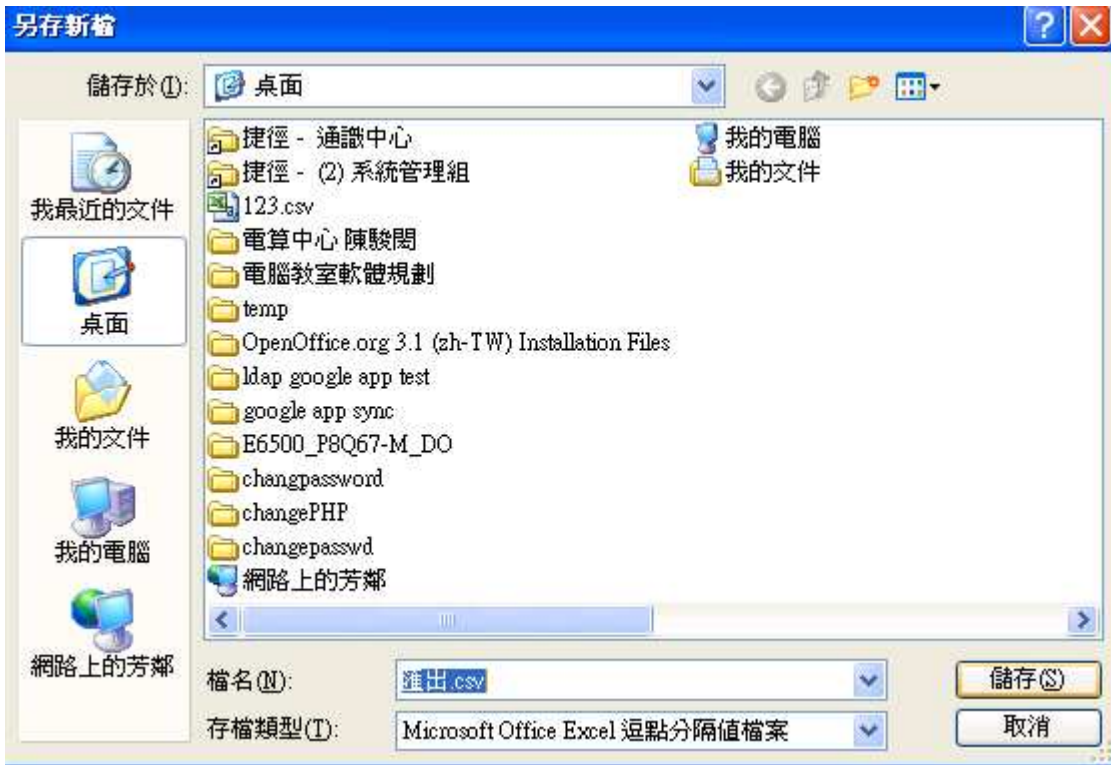 另存新檔
儲存於(I): 桌面
捷徑 - 通識中心
捷徑 - (2) 系統管理組
123.csv
電算中心 陳駿閎
電腦教室軟體規劃
temp
OpenOffice.org 3.1 (zh-TW) Installation Files
ldap google app test
google app sync
E6500_P8Q67-M_DO
changpassword
changePHP
changepasswd
網路上的芳鄰
我的電腦
我的文件
我最近的文件
桌面
我的文件
我的電腦
網路上的芳鄰
檔名(N): 匯出.csv
儲存(S)
存檔類型(T): Microsoft Office Excel 逗點分隔值檔案
取消